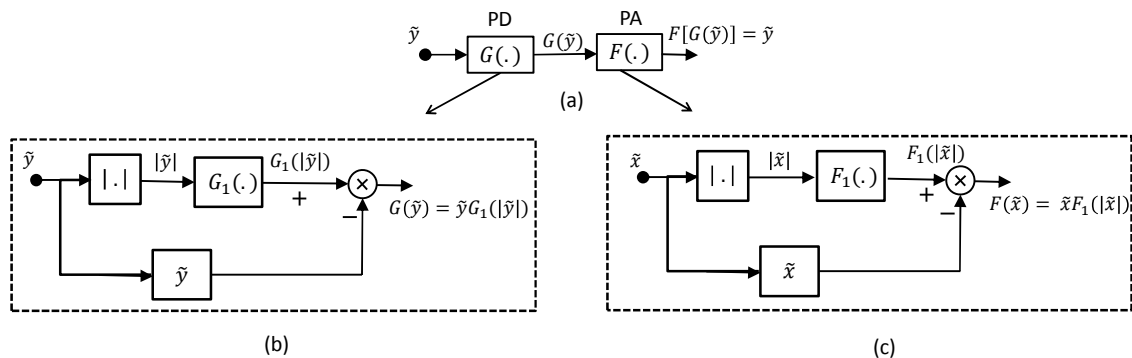 PD PA
ỹ G(ỹ) F[G(ỹ)] = ỹ
G(.) F(.)
(a)
ỹ |ỹ| G₁(|ỹ|)
|.| G₁(.) ×
+ −
G(ỹ) = ỹG₁(|ỹ|)
ỹ
(b)
x̃ |x̃| F₁(|x̃|)
|.| F₁(.) ×
+ −
F(x̃) = x̃F₁(|x̃|)
x̃
(c)